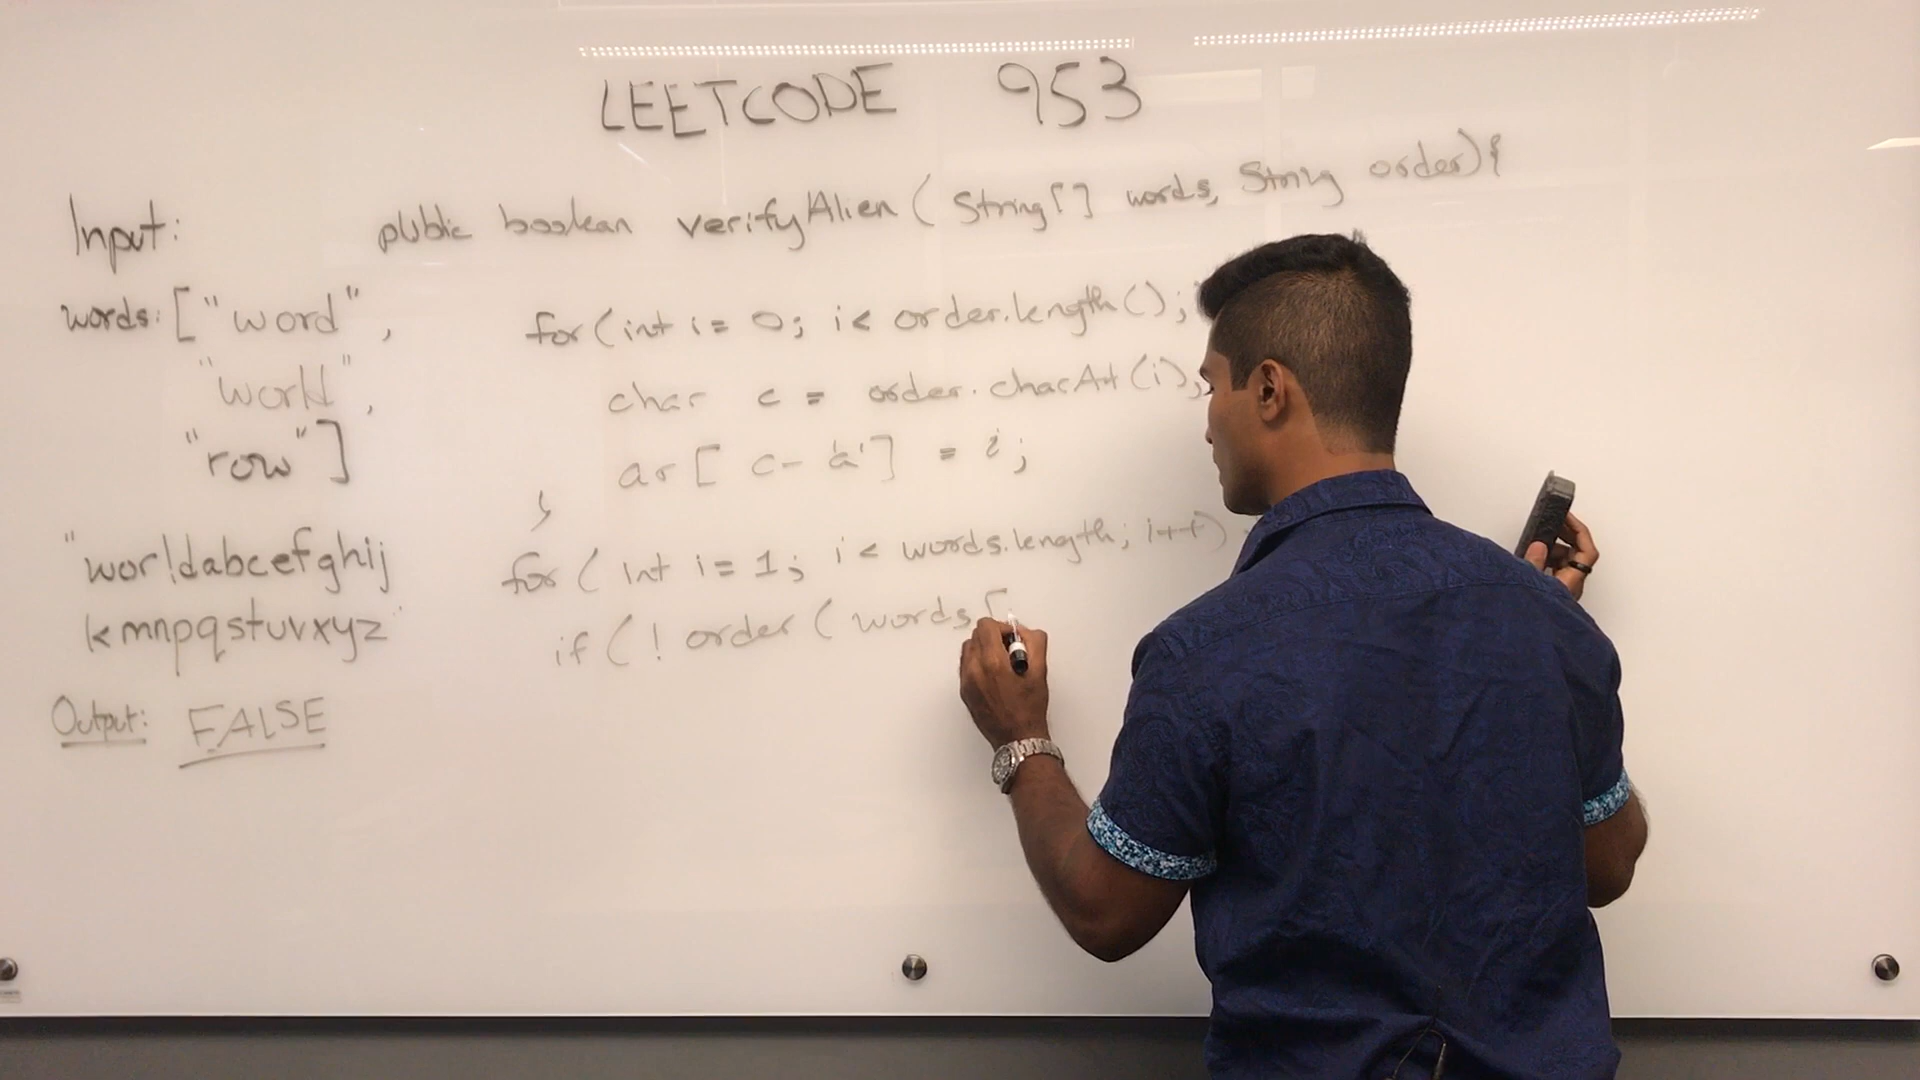 LEETCODE 953
Input:
words: ["word",
"world",
"row"]
"worldabcefghij
kmnpqstuvxyz"
Output: FALSE
public boolean verifyAlien (String[] words, String order){
for(int i = 0; i < order.length();
char c = order.charAt(i);
ar[ c - 'a'] = i;
}
for ( int i = 1; i < words.length; i++)
if ( ! order ( words[